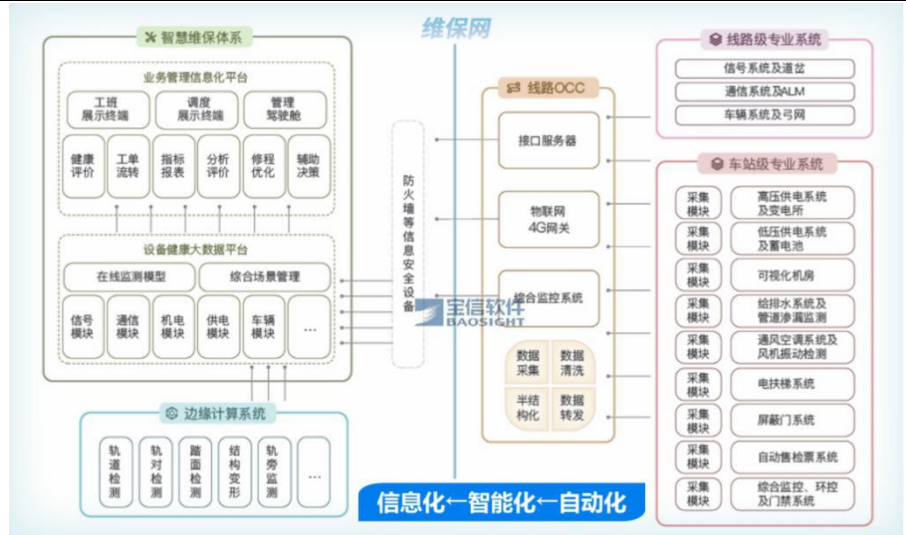 维保网
智慧维保体系
业务管理信息化平台
工班
展示终端
调度
展示终端
管理
驾驶舱
健康
评价
工单
流转
指标
报表
分析
评价
修程
优化
辅助
决策
设备健康大数据平台
在线监测模型
综合场景管理
信号
模块
通信
模块
机电
模块
供电
模块
车辆
模块
...
边缘计算系统
轨道检测
轨对检测
踏面检测
结构变形
轨旁监测
...
防火墙等信息安全设备
线路OCC
接口服务器
物联网
4G网关
综合监控系统
宝信软件
BAOSIGHT
数据
采集
数据
清洗
半结
构化
数据
转发
线路级专业系统
信号系统及道岔
通信系统及ALM
车辆系统及弓网
车站级专业系统
采集
模块
高压供电系统
及变电所
采集
模块
低压供电系统
及蓄电池
采集
模块
可视化机房
采集
模块
给排水系统及
管道渗漏监测
采集
模块
通风空调系统及
风机振动检测
采集
模块
电扶梯系统
采集
模块
屏蔽门系统
采集
模块
自动售检票系统
采集
模块
综合监控、环控
及门禁系统
信息化←智能化←自动化